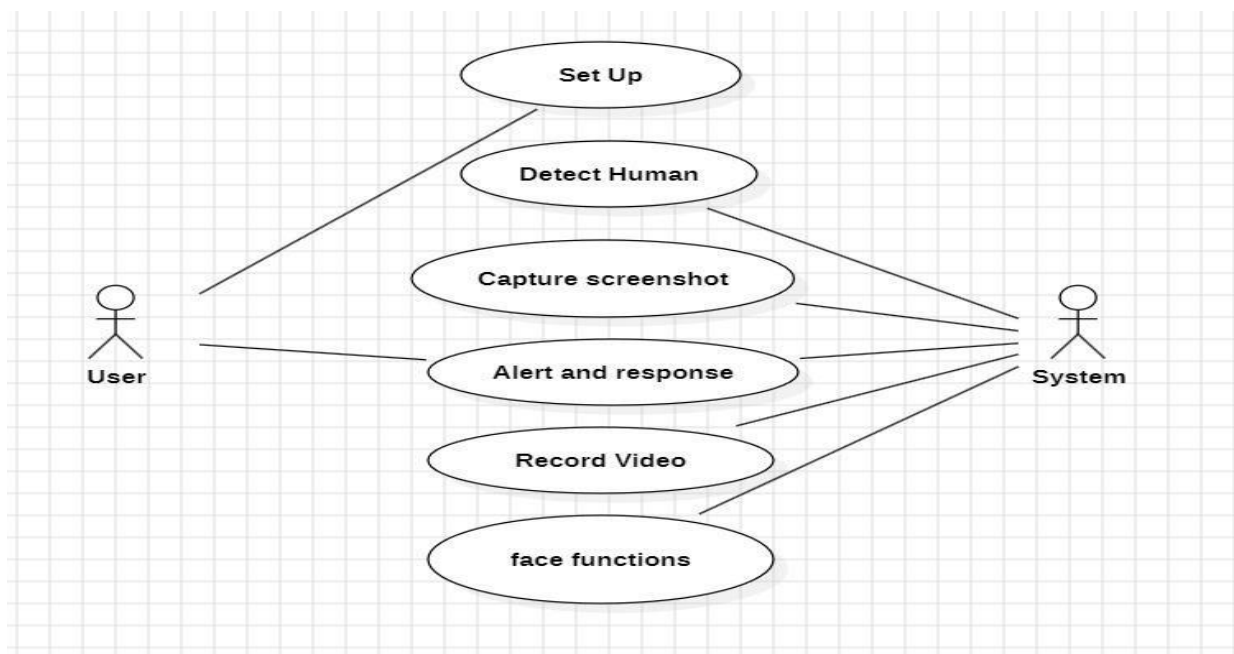 Set Up
Detect Human
Capture screenshot
Alert and response
Record Video
face functions
User
System